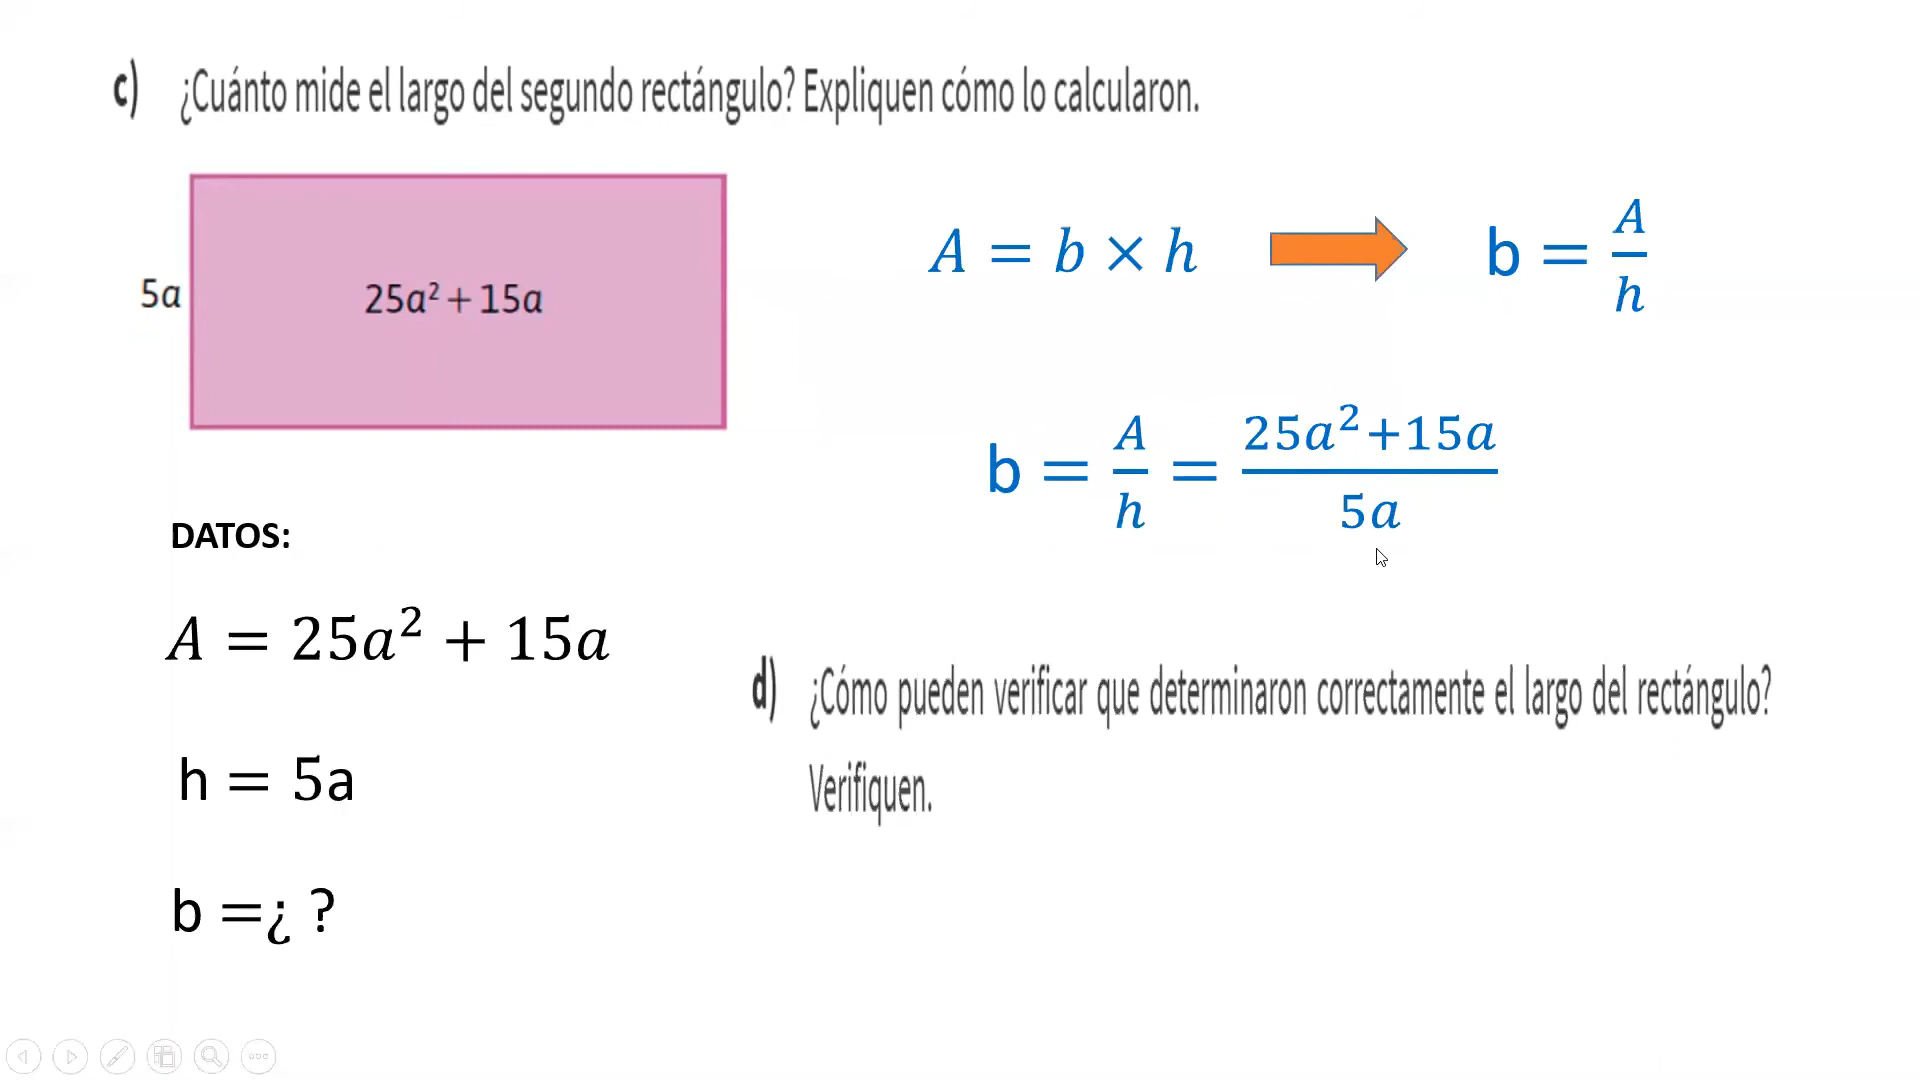 c) ¿Cuánto mide el largo del segundo rectángulo? Expliquen cómo lo calcularon.
5a
25a² + 15a
A = b × h
b = A/h
b = A/h = 25a²+15a / 5a
DATOS:
A = 25a² + 15a
h = 5a
b =¿ ?
d) ¿Cómo pueden verificar que determinaron correctamente el largo del rectángulo?
Verifiquen.